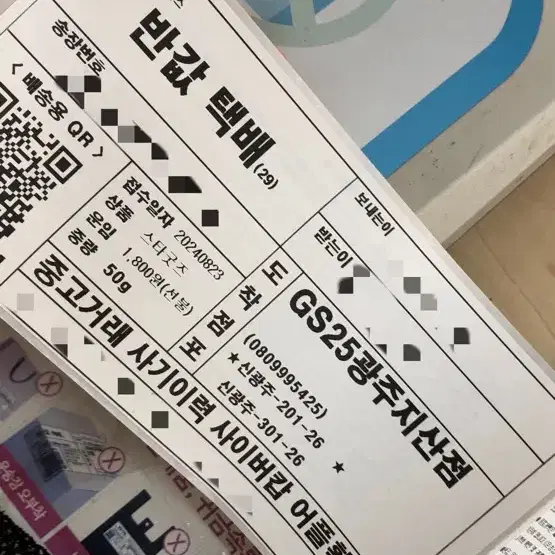 반값 택배(29)
송장번호
< 배송용 QR >
접수일자 20240823
상품 스타굿즈
운임 1,800원(선불)
중량 50g
보내는이
받는이
도착점포
GS25광주지산점
(0809995425)
★신광주-201-26
신광주-301-26 ★
중고거래 사기이력 사이버캅 어플